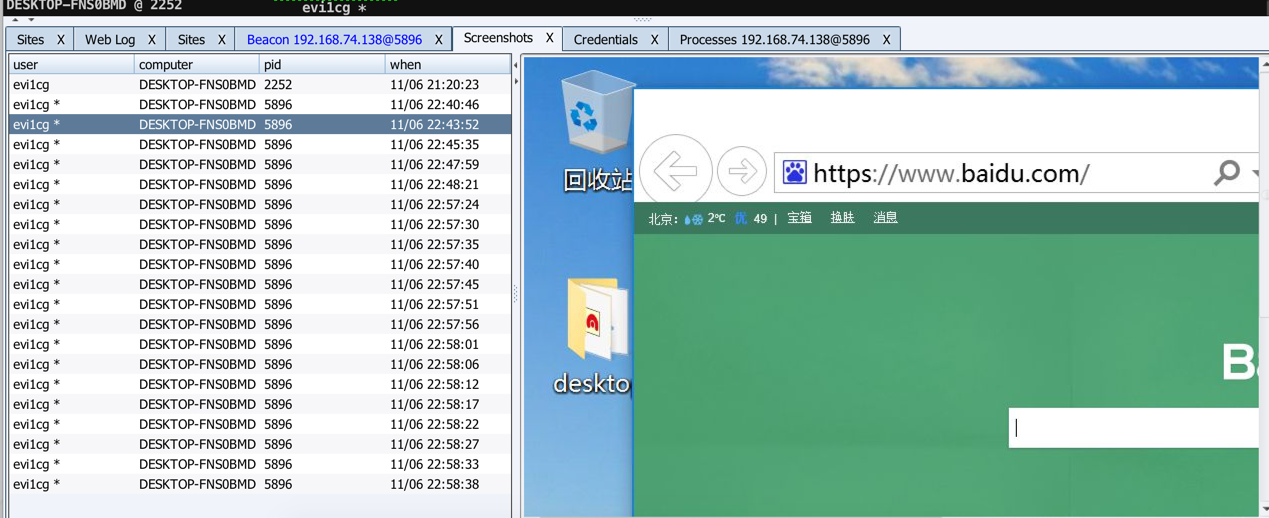 DESKTOP-FNS0BMD @ 2252
evi1cg *
Sites X Web Log X Sites X Beacon 192.168.74.138@5896 X Screenshots X Credentials X Processes 192.168.74.138@5896 X
user computer pid when
evi1cg DESKTOP-FNS0BMD 2252 11/06 21:20:23
evi1cg * DESKTOP-FNS0BMD 5896 11/06 22:40:46
evi1cg * DESKTOP-FNS0BMD 5896 11/06 22:43:52
evi1cg * DESKTOP-FNS0BMD 5896 11/06 22:45:35
evi1cg * DESKTOP-FNS0BMD 5896 11/06 22:47:59
evi1cg * DESKTOP-FNS0BMD 5896 11/06 22:48:21
evi1cg * DESKTOP-FNS0BMD 5896 11/06 22:57:24
evi1cg * DESKTOP-FNS0BMD 5896 11/06 22:57:30
evi1cg * DESKTOP-FNS0BMD 5896 11/06 22:57:35
evi1cg * DESKTOP-FNS0BMD 5896 11/06 22:57:40
evi1cg * DESKTOP-FNS0BMD 5896 11/06 22:57:45
evi1cg * DESKTOP-FNS0BMD 5896 11/06 22:57:51
evi1cg * DESKTOP-FNS0BMD 5896 11/06 22:57:56
evi1cg * DESKTOP-FNS0BMD 5896 11/06 22:58:01
evi1cg * DESKTOP-FNS0BMD 5896 11/06 22:58:06
evi1cg * DESKTOP-FNS0BMD 5896 11/06 22:58:12
evi1cg * DESKTOP-FNS0BMD 5896 11/06 22:58:17
evi1cg * DESKTOP-FNS0BMD 5896 11/06 22:58:22
evi1cg * DESKTOP-FNS0BMD 5896 11/06 22:58:27
evi1cg * DESKTOP-FNS0BMD 5896 11/06 22:58:33
evi1cg * DESKTOP-FNS0BMD 5896 11/06 22:58:38
回收站
https://www.baidu.com/
北京: 2℃ 优 49 | 宝箱 换肤 消息
deskto
Ba